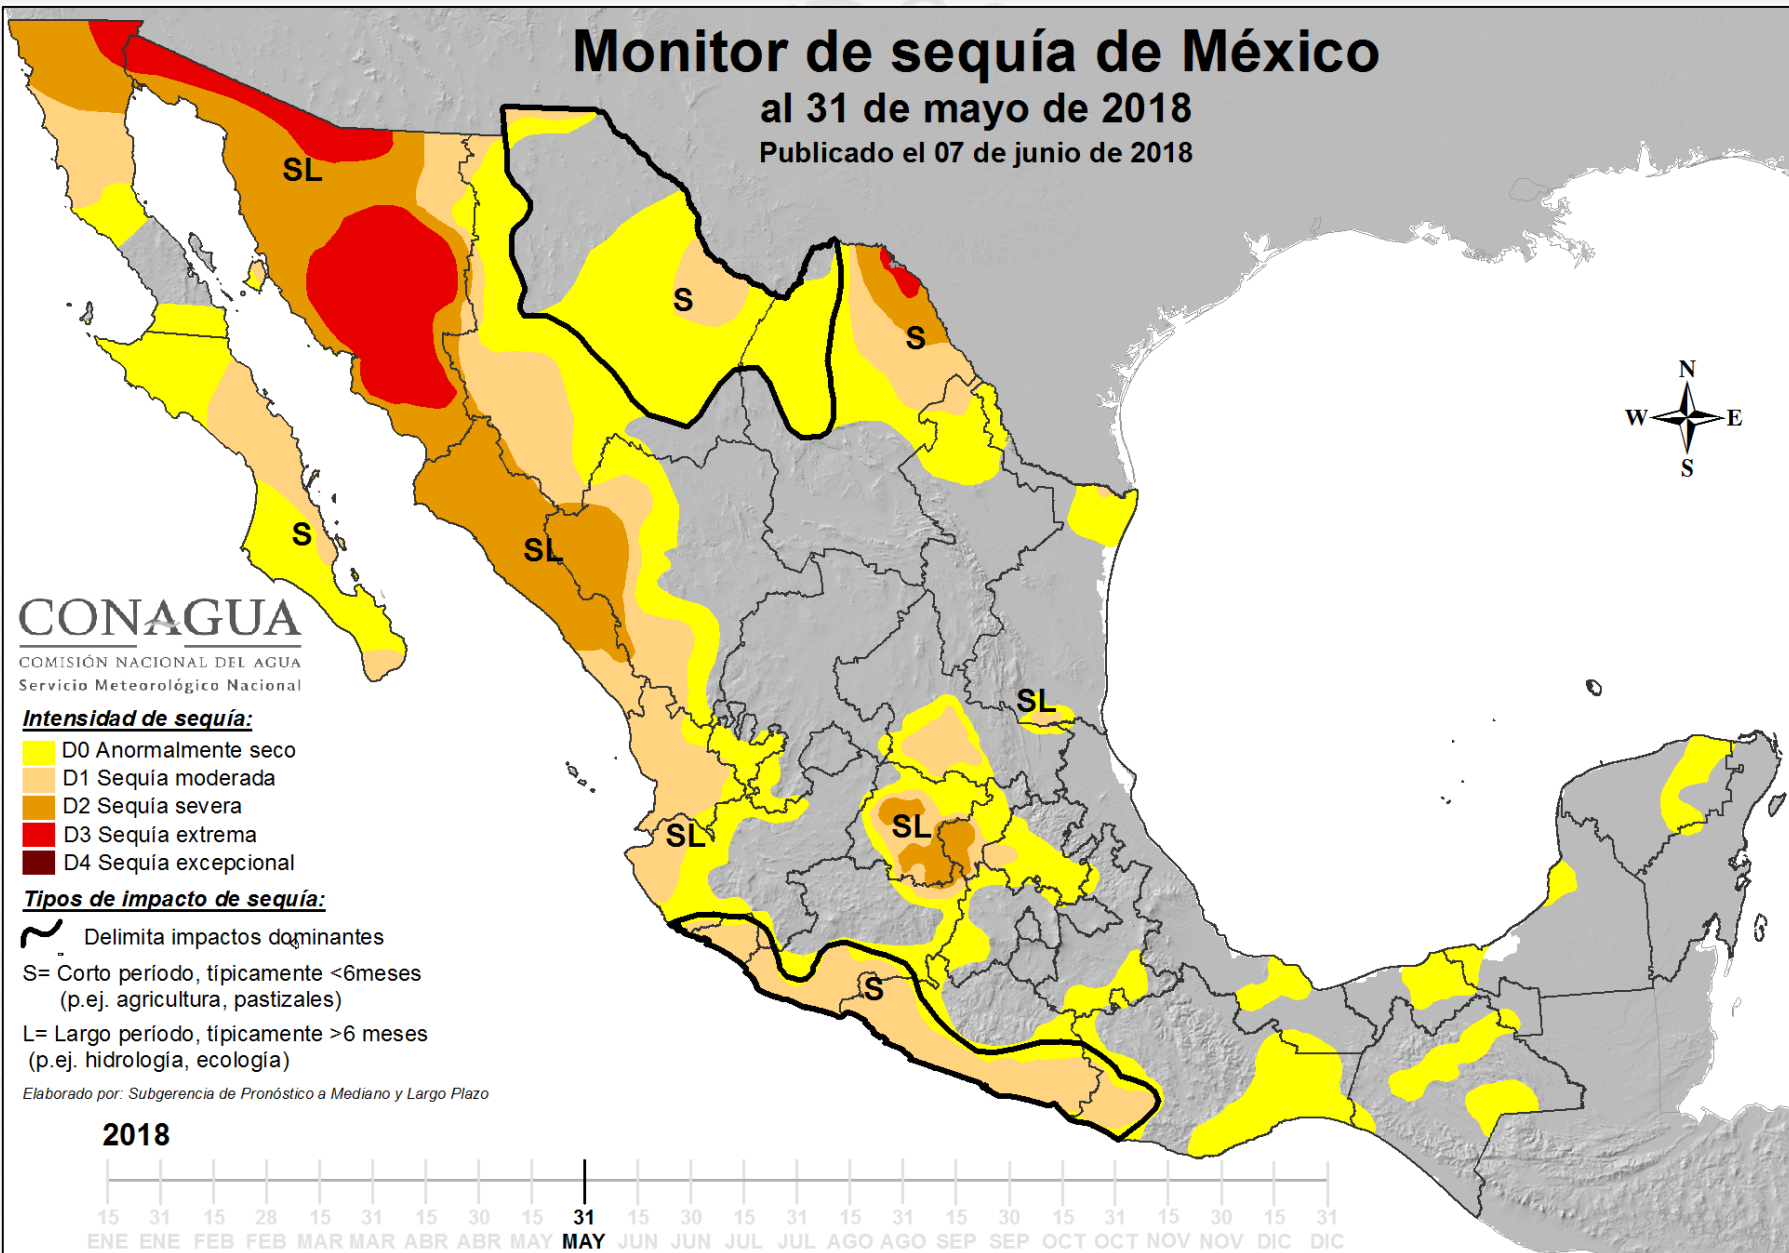 Monitor de sequía de México
al 31 de mayo de 2018
Publicado el 07 de junio de 2018
SL
S
S
N
W E
S
S
SL
CONAGUA
COMISIÓN NACIONAL DEL AGUA
Servicio Meteorológico Nacional
SL
SL
SL
S
Intensidad de sequía:
D0 Anormalmente seco
D1 Sequía moderada
D2 Sequía severa
D3 Sequía extrema
D4 Sequía excepcional
Tipos de impacto de sequía:
Delimita impactos dominantes
S= Corto período, típicamente <6meses
(p.ej. agricultura, pastizales)
L= Largo período, típicamente >6 meses
(p.ej. hidrología, ecología)
Elaborado por: Subgerencia de Pronóstico a Mediano y Largo Plazo
2018
15 31 15 28 15 31 15 30 15 31 15 30 15 31 15 31 15 30 15 31 15 30 15 31
ENE ENE FEB FEB MAR MAR ABR ABR MAY MAY JUN JUN JUL JUL AGO AGO SEP SEP OCT OCT NOV NOV DIC DIC